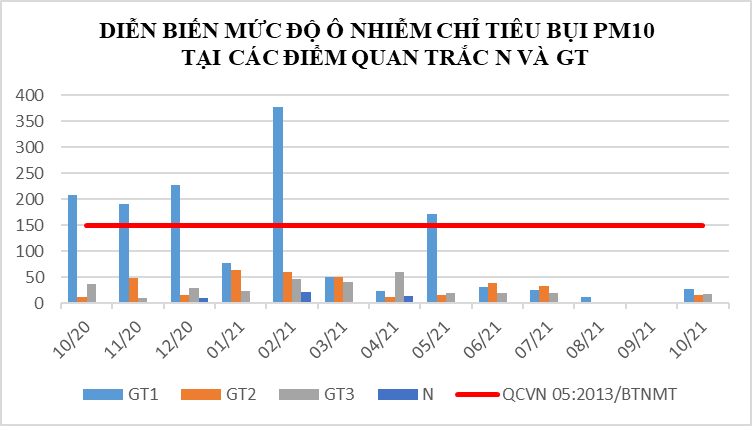 DIỄN BIẾN MỨC ĐỘ Ô NHIỄM CHỈ TIÊU BỤI PM10
TẠI CÁC ĐIỂM QUAN TRẮC N VÀ GT
400
350
300
250
200
150
100
50
0
10/20 11/20 12/20 01/21 02/21 03/21 04/21 05/21 06/21 07/21 08/21 09/21 10/21
GT1 GT2 GT3 N QCVN 05:2013/BTNMT